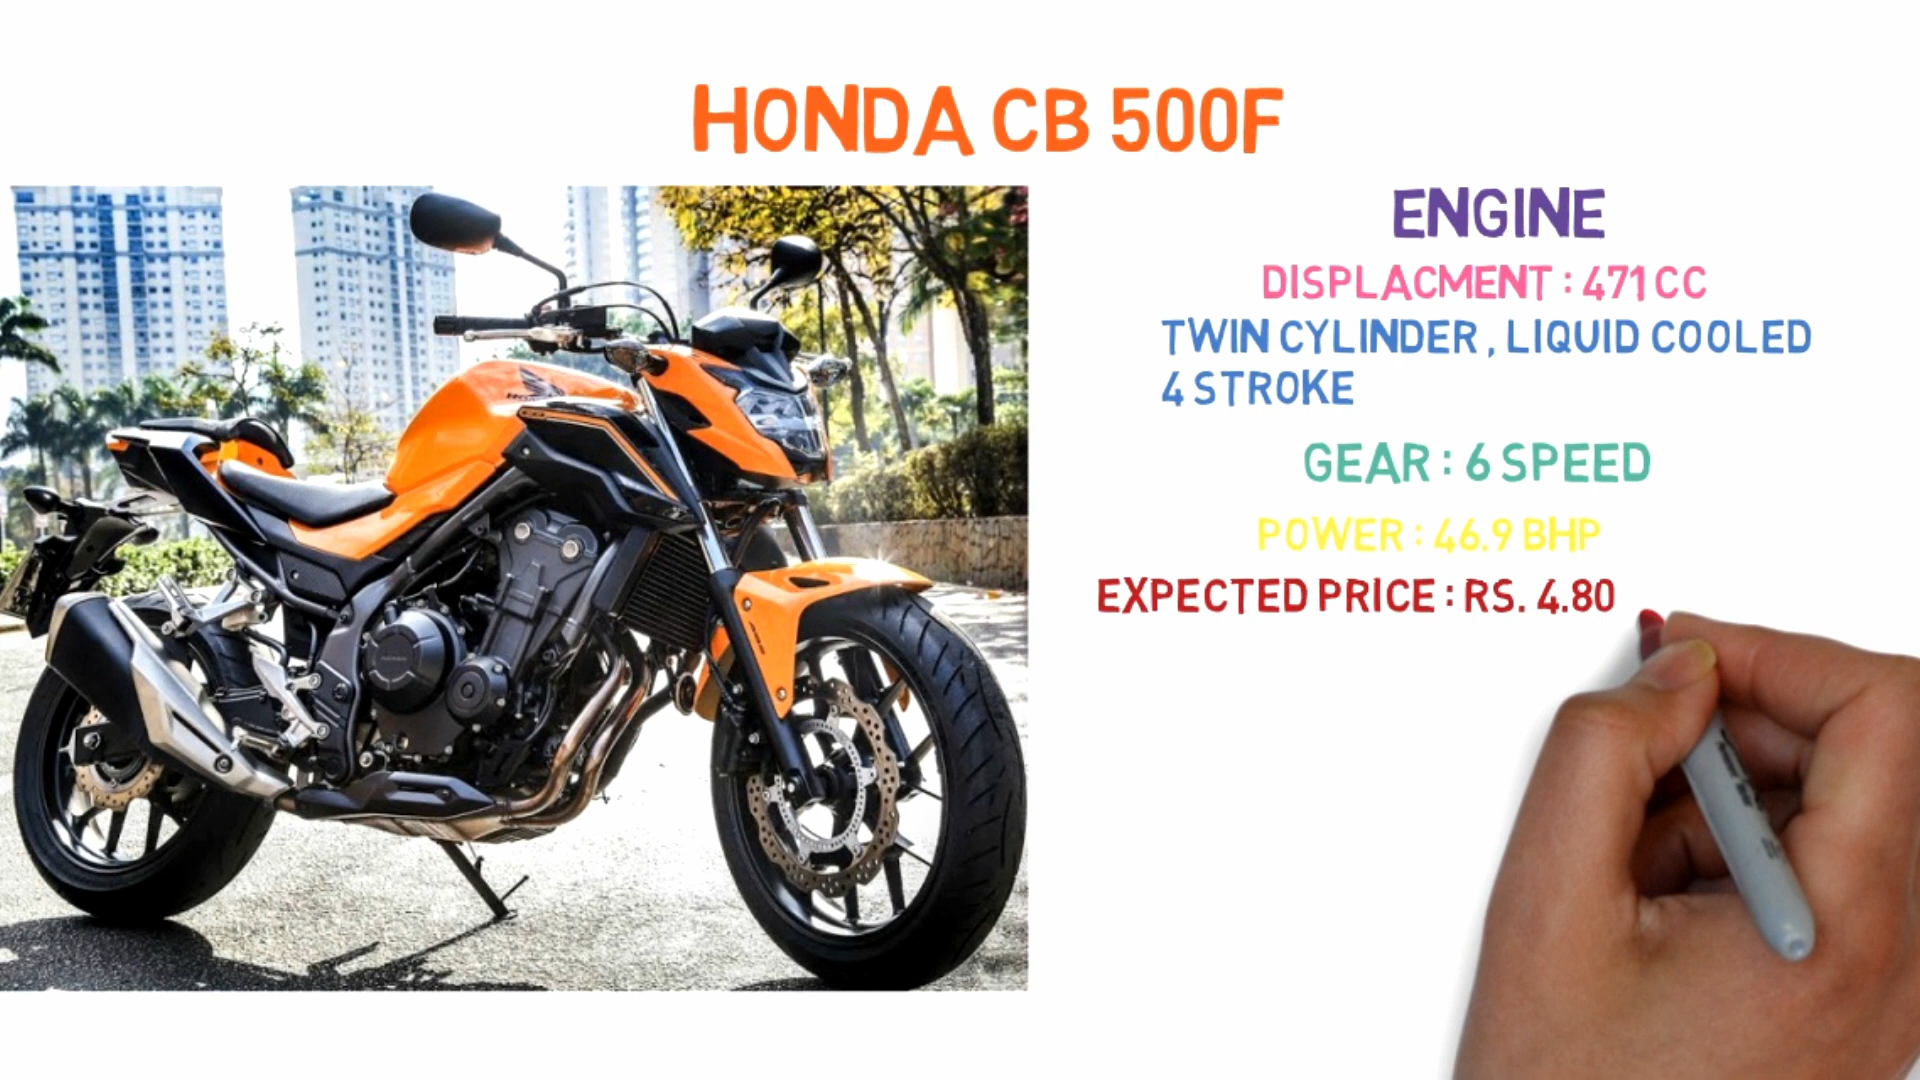 HONDA CB 500F
ENGINE
DISPLACMENT : 471 CC
TWIN CYLINDER, LIQUID COOLED
4 STROKE
GEAR : 6 SPEED
POWER : 46.9 BHP
EXPECTED PRICE : RS. 4.80